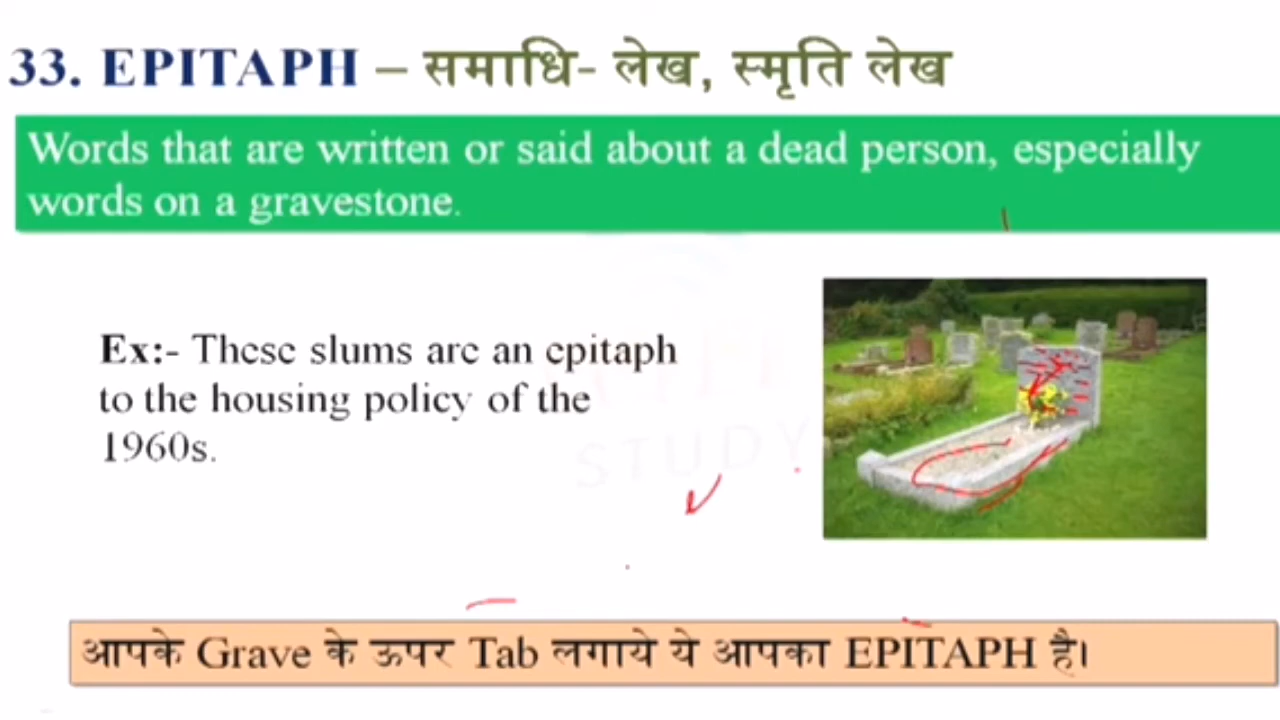 33. EPITAPH – समाधि- लेख, स्मृति लेख
Words that are written or said about a dead person, especially
words on a gravestone.
Ex:- These slums are an epitaph
to the housing policy of the
1960s.
STUDY
आपके Grave के ऊपर Tab लगाये ये आपका EPITAPH है।